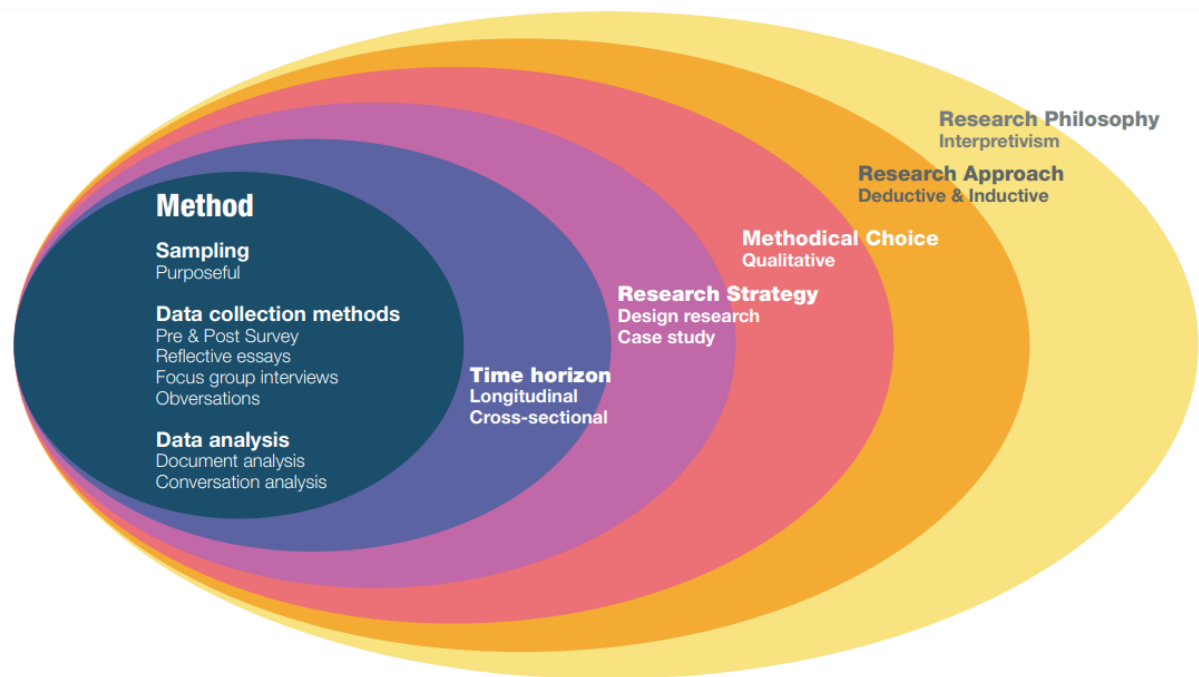 Research Philosophy
Interpretivism
Research Approach
Deductive & Inductive
Methodical Choice
Qualitative
Research Strategy
Design research
Case study
Time horizon
Longitudinal
Cross-sectional
Method
Sampling
Purposeful
Data collection methods
Pre & Post Survey
Reflective essays
Focus group interviews
Obversations
Data analysis
Document analysis
Conversation analysis